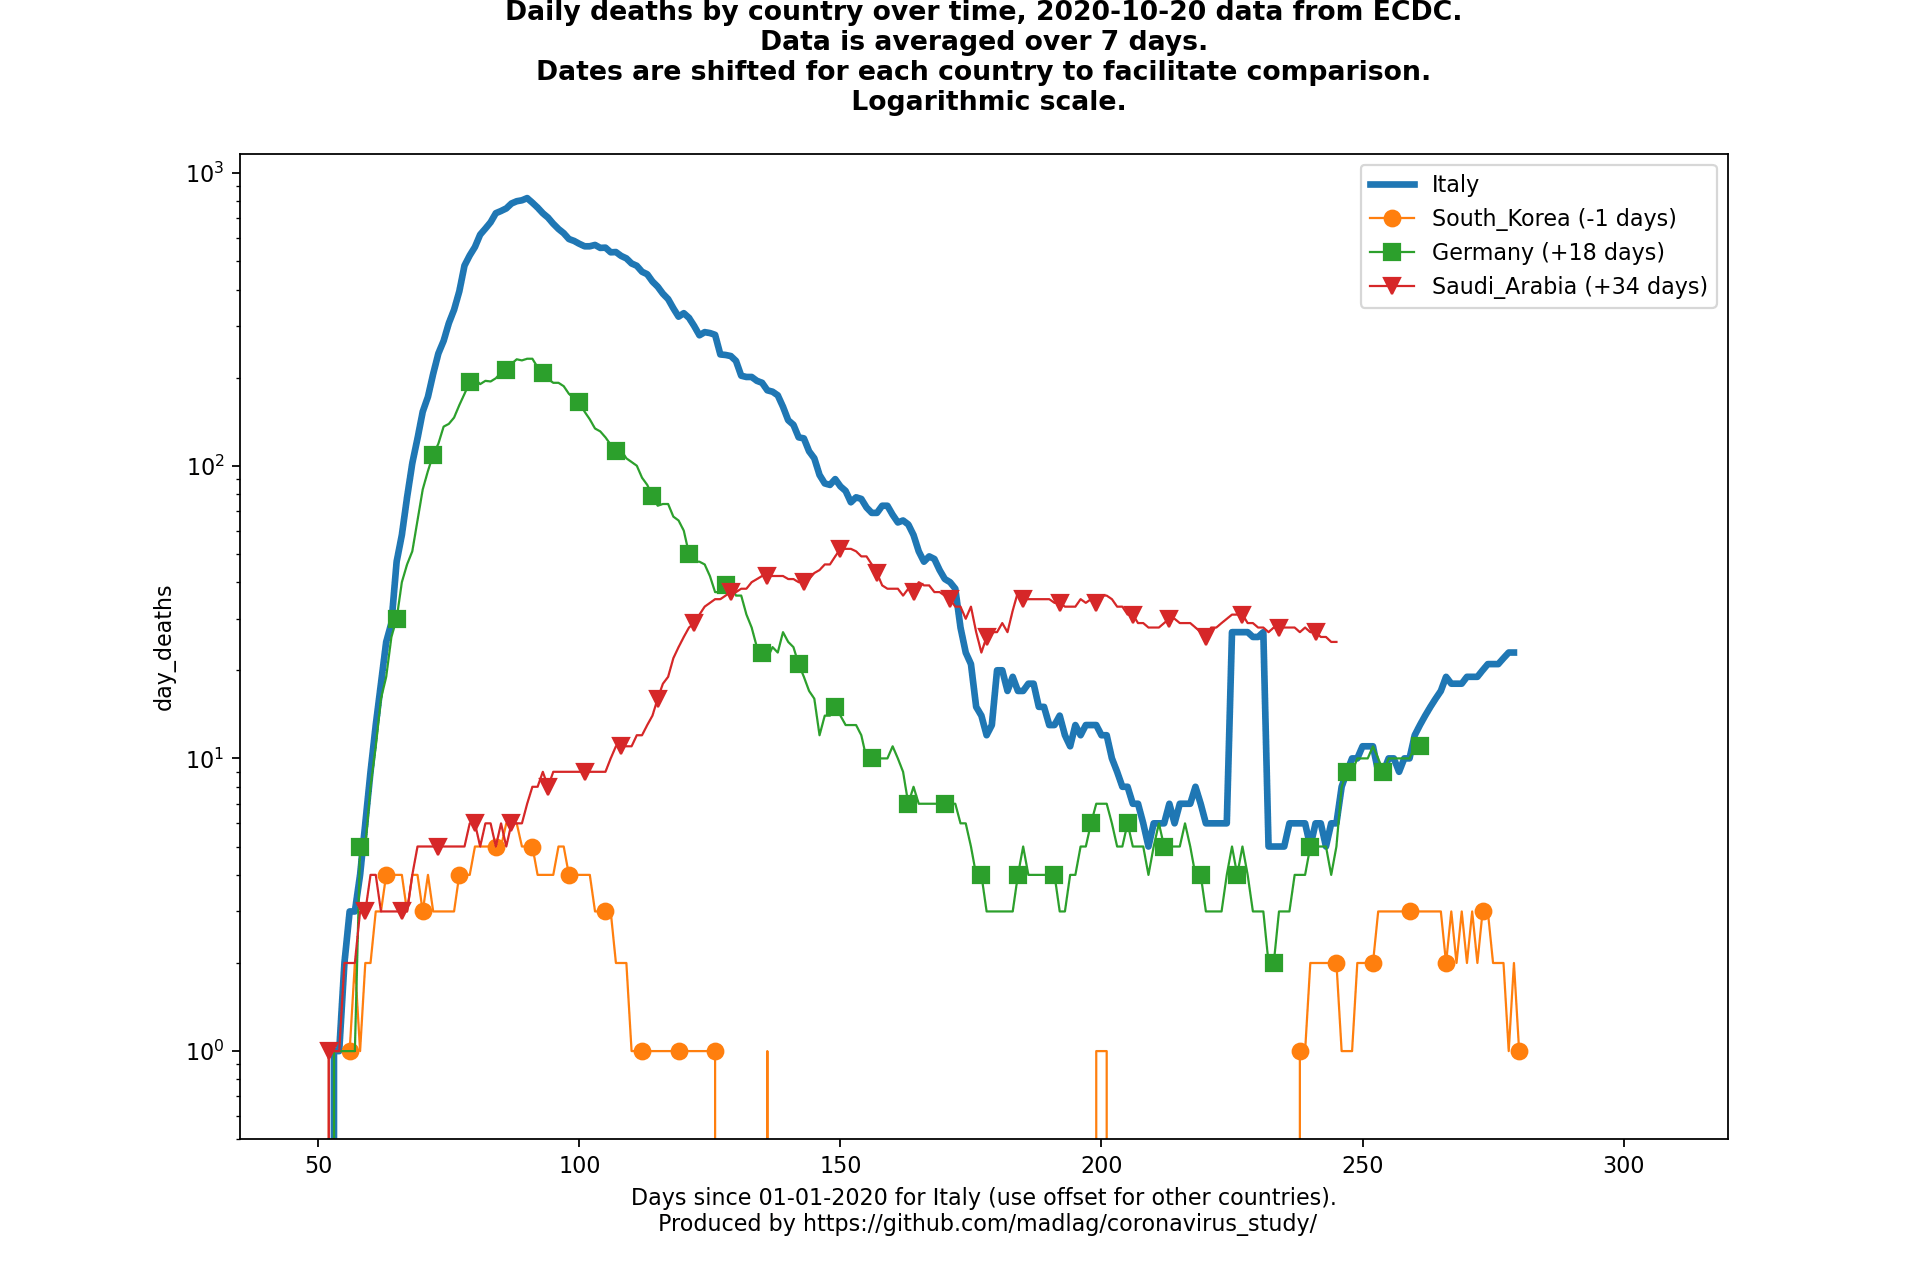 Daily deaths by country over time, 2020-10-20 data from ECDC.
Data is averaged over 7 days.
Dates are shifted for each country to facilitate comparison.
Logarithmic scale.
10³
10²
10¹
10⁰
day_deaths
Italy
South_Korea (-1 days)
Germany (+18 days)
Saudi_Arabia (+34 days)
50 100 150 200 250 300
Days since 01-01-2020 for Italy (use offset for other countries).
Produced by https://github.com/madlag/coronavirus_study/